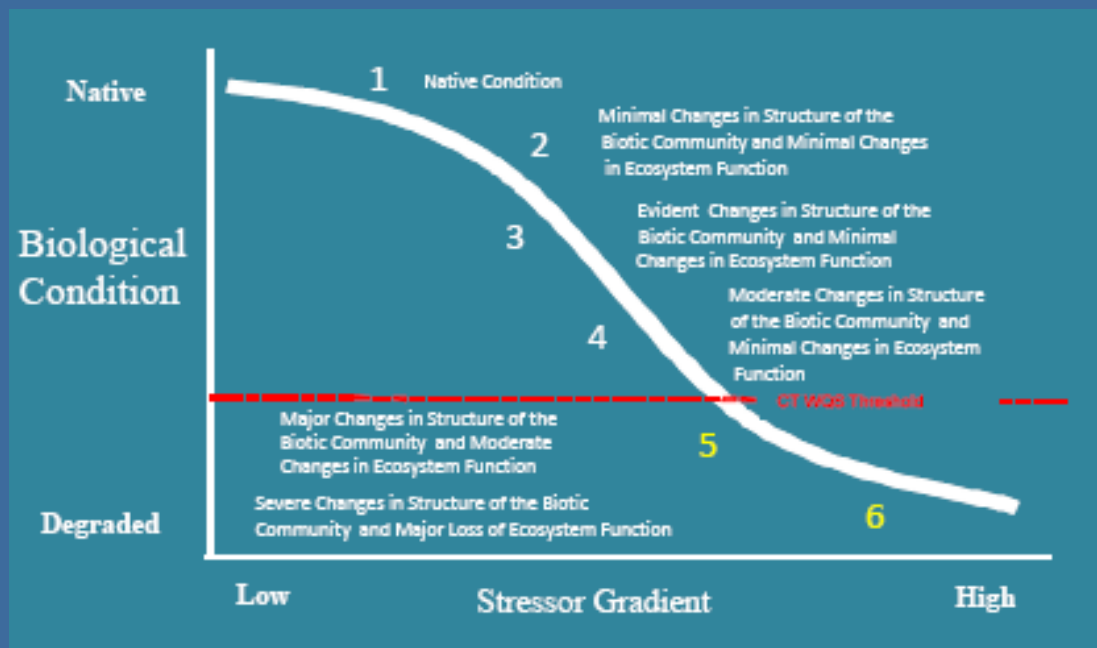 Native
1 Native Condition
2 Minimal Changes in Structure of the
Biotic Community and Minimal Changes
in Ecosystem Function
3 Evident Changes in Structure of the
Biotic Community and Minimal
Changes in Ecosystem Function
Biological
Condition
4 Moderate Changes in Structure
of the Biotic Community and
Minimal Changes in Ecosystem
Function
CT WQS Threshold
5 Major Changes in Structure of the
Biotic Community and Moderate
Changes in Ecosystem Function
6 Severe Changes in Structure of the Biotic
Community and Major Loss of Ecosystem Function
Degraded
Low
Stressor Gradient
High